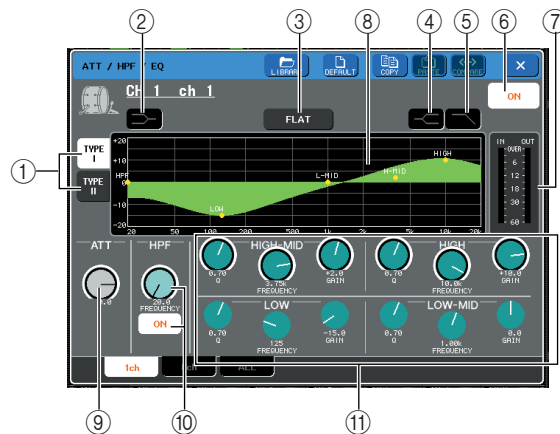 ② ③ ⑧ ④ ⑤ ⑥ ⑦
ATT / HPF / EQ
LIBRARY DEFAULT COPY PASTE COMPARE ×
CH 1 ch 1
ON
FLAT
①
TYPE I
TYPE II
+20
+10
0
-10
-20
HPF
LOW
L-MID
H-MID
HIGH
20 50 100 200 500 1k 2k 5k 10k 20k
IN OUT
OVER
6
12
18
30
60
ATT HPF HIGH-MID HIGH
20.0
FREQUENCY
ON
0.70
Q
3.75k
FREQUENCY
+2.0
GAIN
0.70
Q
10.0k
FREQUENCY
+10.0
GAIN
LOW LOW-MID
0.70
Q
125
FREQUENCY
-15.0
GAIN
0.70
Q
1.00k
FREQUENCY
0.0
GAIN
1ch ALL
⑨ ⑩ ⑪